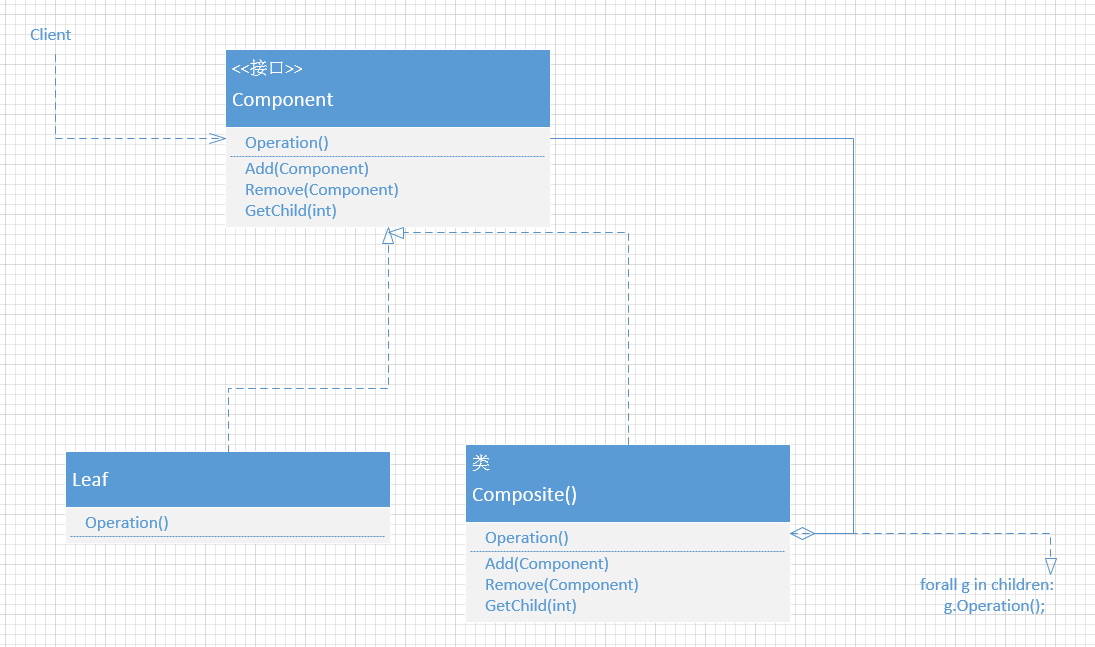 Client
<<接口>>
Component
Operation()
Add(Component)
Remove(Component)
GetChild(int)
Leaf
Operation()
类
Composite()
Operation()
Add(Component)
Remove(Component)
GetChild(int)
forall g in children:
g.Operation();